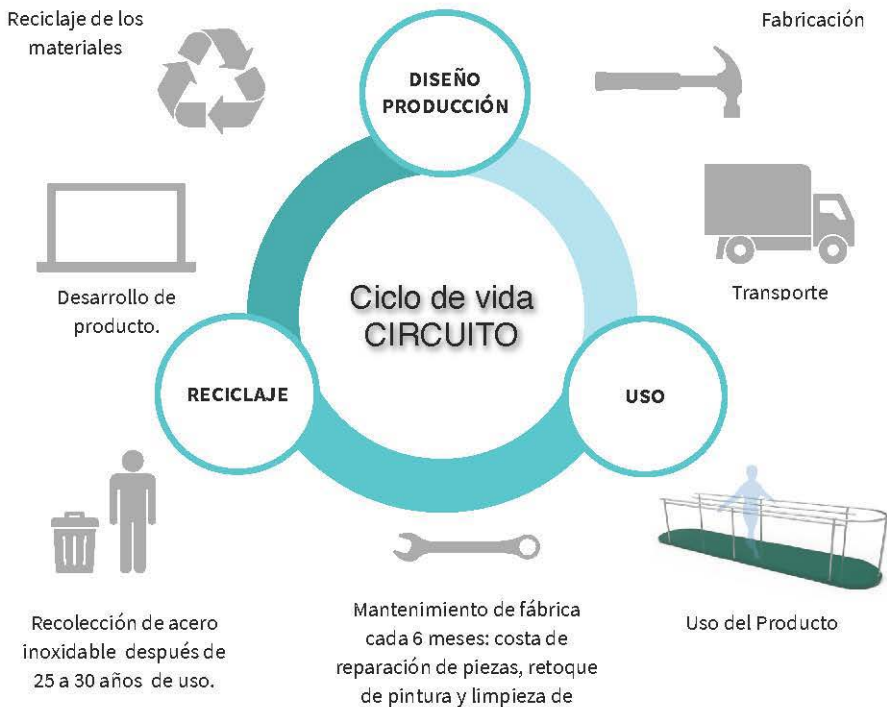 Reciclaje de los
materiales
Fabricación
DISEÑO
PRODUCCIÓN
Desarrollo de
producto.
Transporte
Ciclo de vida
CIRCUITO
RECICLAJE
USO
Recolección de acero
inoxidable después de
25 a 30 años de uso.
Mantenimiento de fábrica
cada 6 meses: costa de
reparación de piezas, retoque
de pintura y limpieza de
Uso del Producto